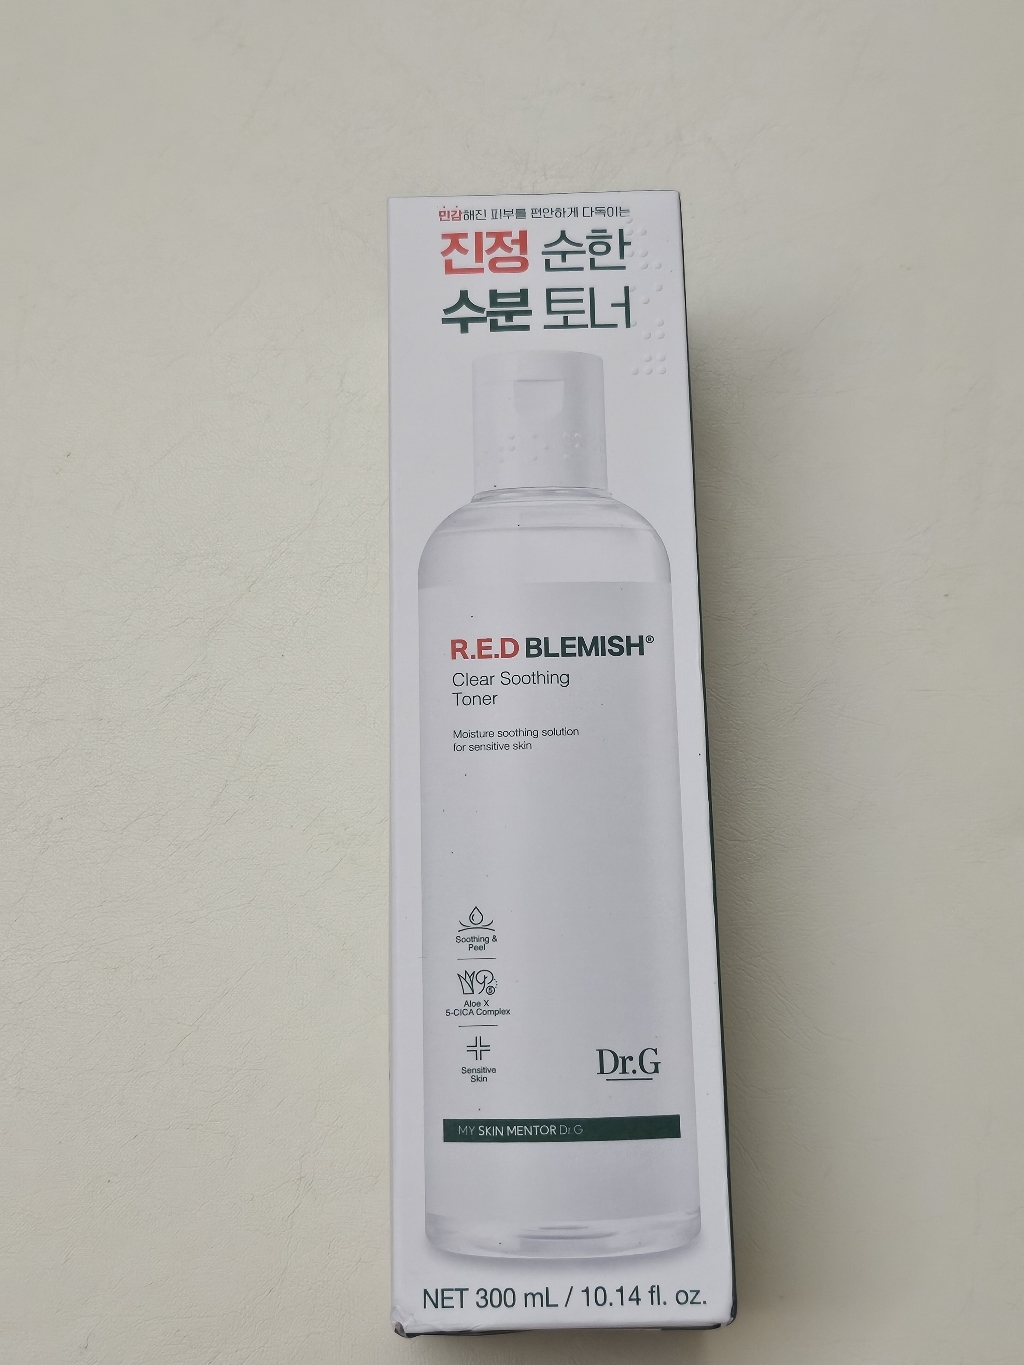 민감해진 피부를 편안하게 다독이는
진정 순한
수분 토너
R.E.D BLEMISH®
Clear Soothing
Toner
Moisture soothing solution
for sensitive skin
Soothing &
Peel
Aloe X
5-CICA Complex
Sensitive
Skin
Dr.G
MY SKIN MENTOR Dr.G
NET 300 mL / 10.14 fl. oz.